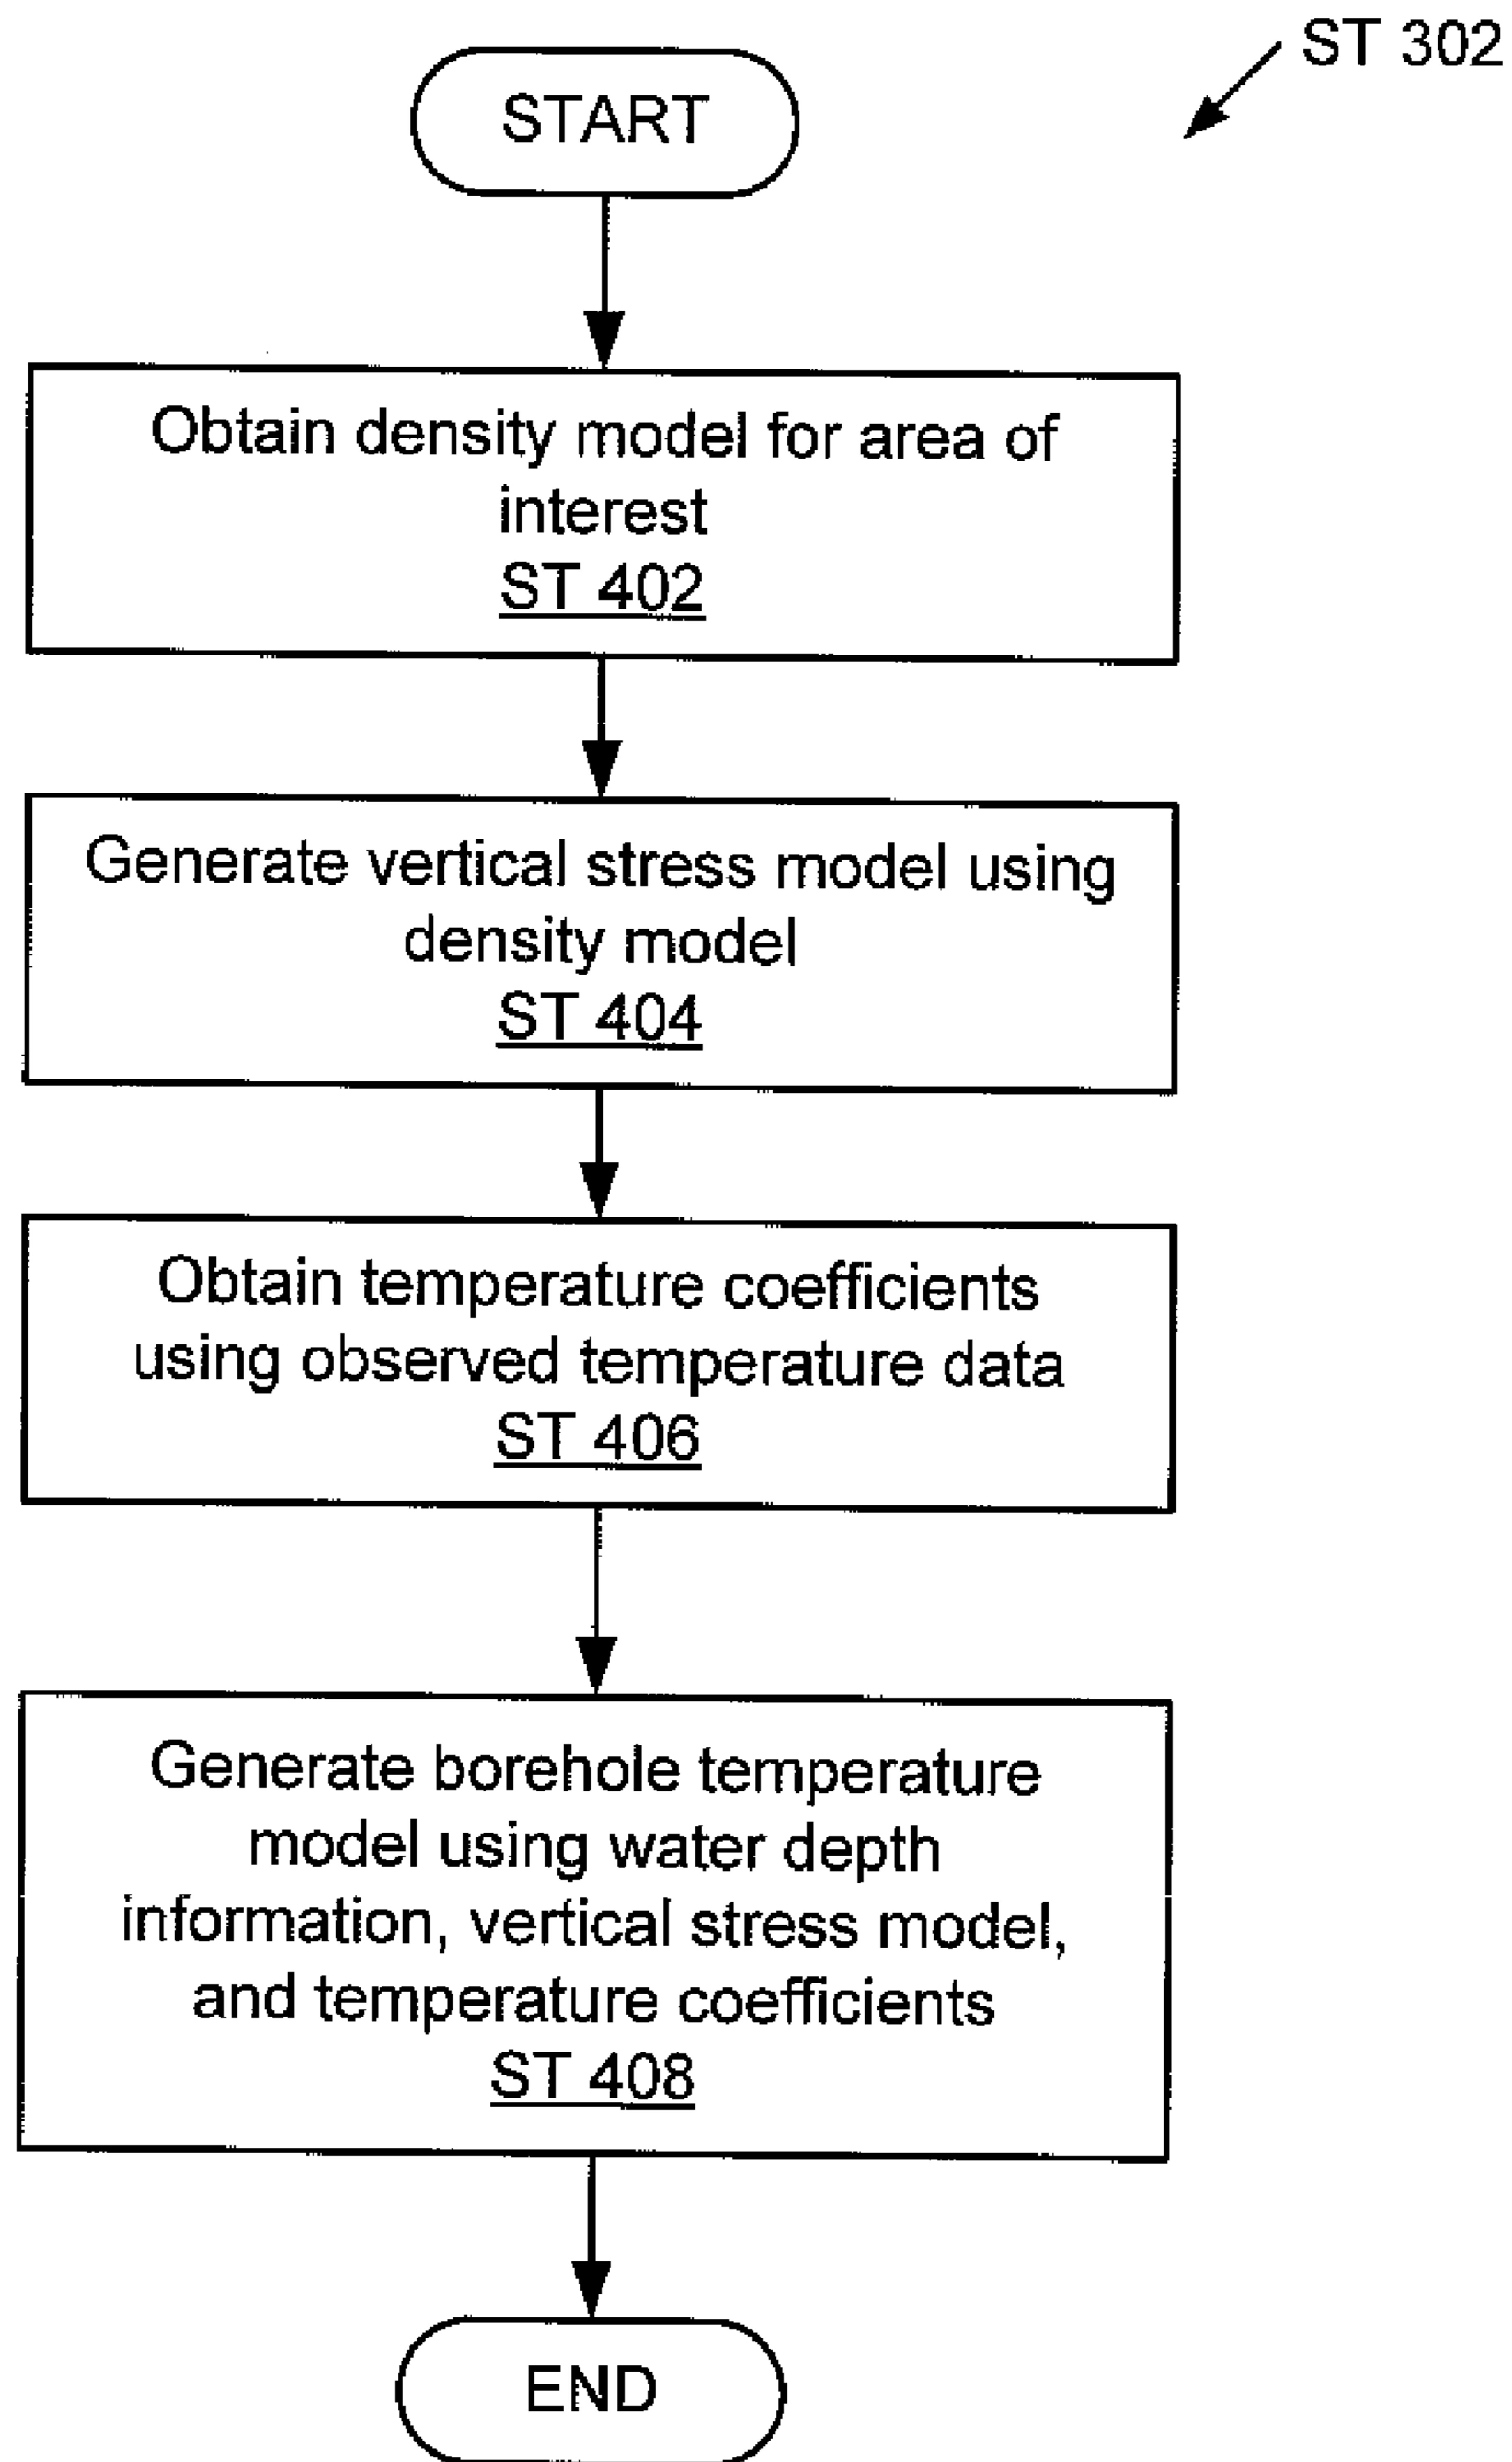 ST 302
START
Obtain density model for area of
interest
ST 402
Generate vertical stress model using
density model
ST 404
Obtain temperature coefficients
using observed temperature data
ST 406
Generate borehole temperature
model using water depth
information, vertical stress model,
and temperature coefficients
ST 408
END